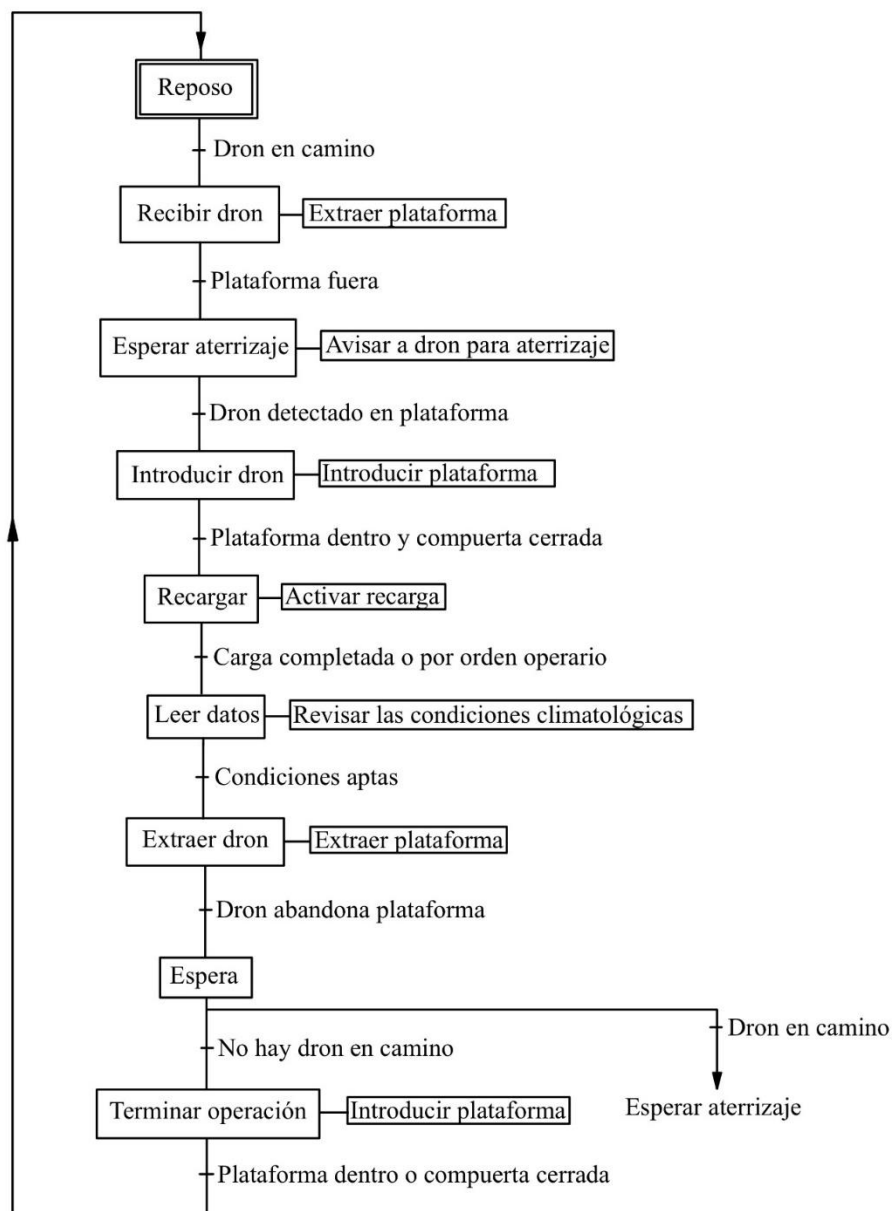 Reposo
Dron en camino
Recibir dron
Extraer plataforma
Plataforma fuera
Esperar aterrizaje
Avisar a dron para aterrizaje
Dron detectado en plataforma
Introducir dron
Introducir plataforma
Plataforma dentro y compuerta cerrada
Recargar
Activar recarga
Carga completada o por orden operario
Leer datos
Revisar las condiciones climatológicas
Condiciones aptas
Extraer dron
Extraer plataforma
Dron abandona plataforma
Espera
Dron en camino
No hay dron en camino
Terminar operación
Introducir plataforma
Esperar aterrizaje
Plataforma dentro o compuerta cerrada